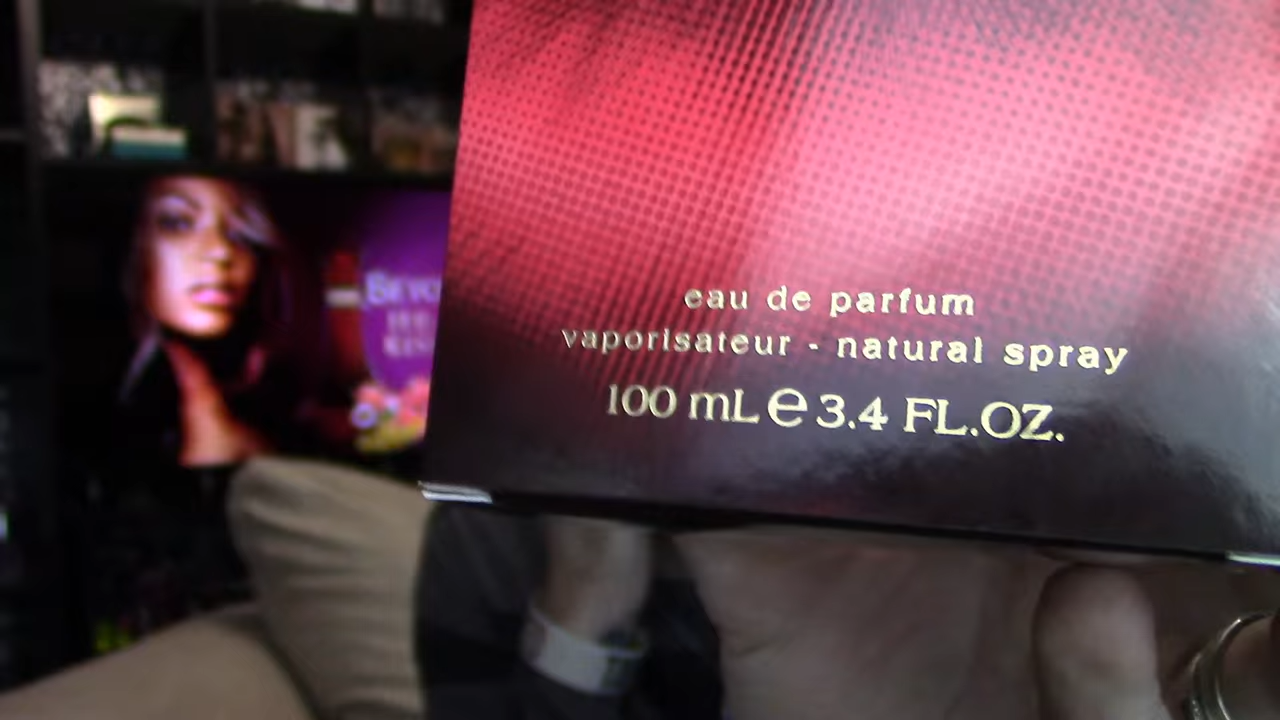 eau de parfum
vaporisateur - natural spray
100 mL e 3.4 FL.OZ.